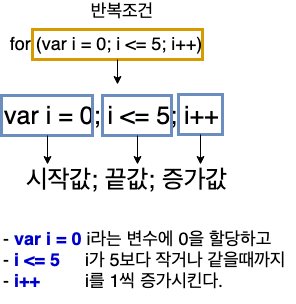 반복조건
for (var i = 0; i <= 5; i++)
var i = 0; i <= 5; i++
시작값; 끝값; 증가값
- var i = 0 i라는 변수에 0을 할당하고
- i <= 5 i가 5보다 작거나 같을때까지
- i++ i를 1씩 증가시킨다.